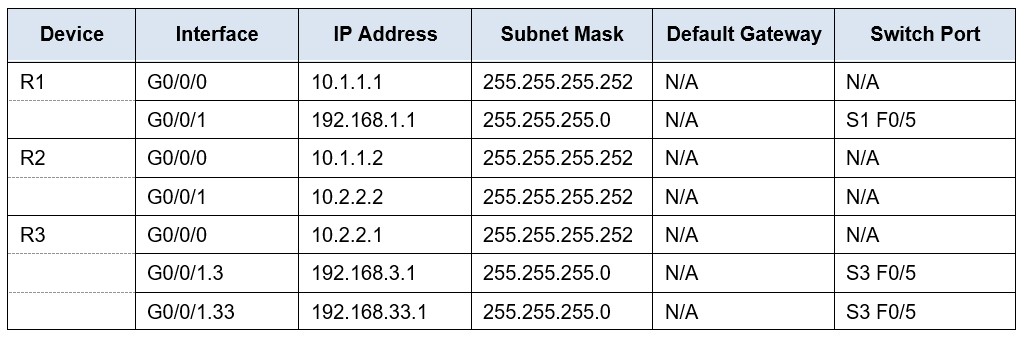 Device Interface IP Address Subnet Mask Default Gateway Switch Port
R1 G0/0/0 10.1.1.1 255.255.255.252 N/A N/A
G0/0/1 192.168.1.1 255.255.255.0 N/A S1 F0/5
R2 G0/0/0 10.1.1.2 255.255.255.252 N/A N/A
G0/0/1 10.2.2.2 255.255.255.252 N/A N/A
R3 G0/0/0 10.2.2.1 255.255.255.252 N/A N/A
G0/0/1.3 192.168.3.1 255.255.255.0 N/A S3 F0/5
G0/0/1.33 192.168.33.1 255.255.255.0 N/A S3 F0/5